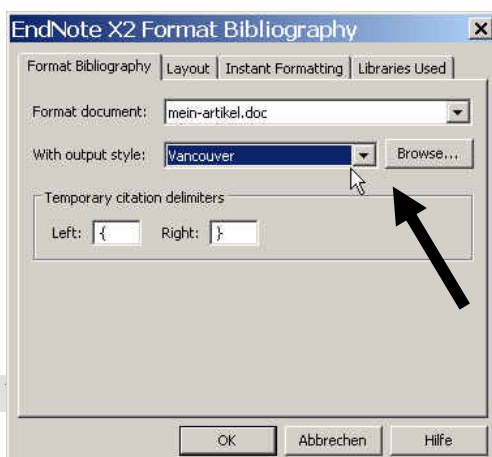 EndNote X2 Format Bibliography
Format Bibliography Layout Instant Formatting Libraries Used
Format document: mein-artikel.doc
With output style: Vancouver Browse...
Temporary citation delimiters
Left: { Right: }
OK Abbrechen Hilfe